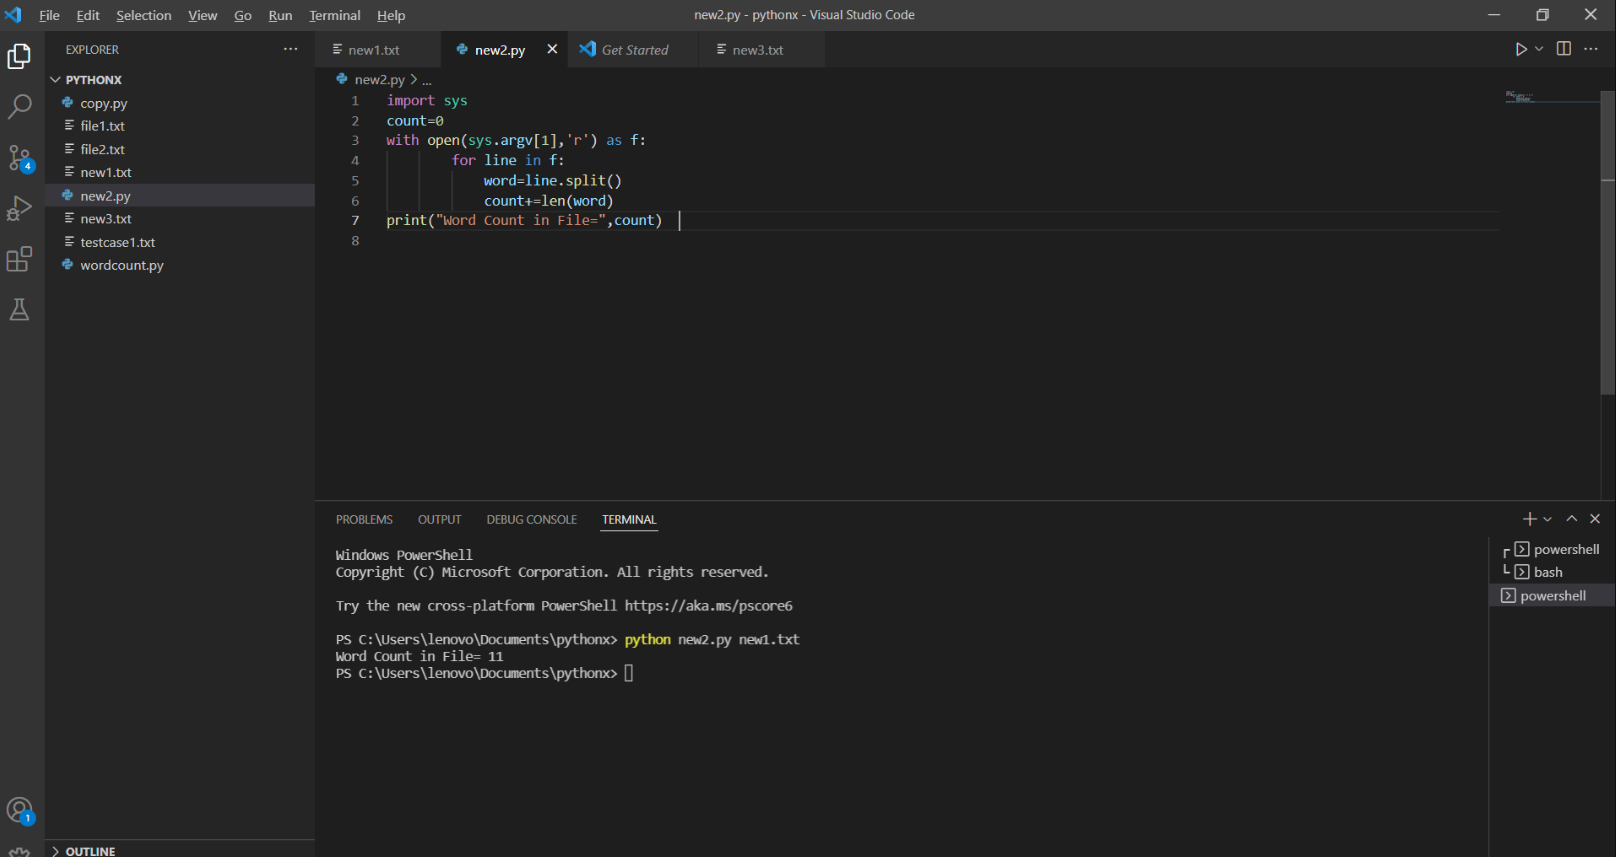 File Edit Selection View Go Run Terminal Help
new2.py - pythonx - Visual Studio Code
EXPLORER
PYTHONX
copy.py
file1.txt
file2.txt
new1.txt
new2.py
new3.txt
testcase1.txt
wordcount.py
OUTLINE
4
1
new1.txt new2.py Get Started new3.txt
new2.py > ...
1 import sys
2 count=0
3 with open(sys.argv[1],'r') as f:
4 for line in f:
5 word=line.split()
6 count+=len(word)
7 print("Word Count in File=",count)
8
PROBLEMS OUTPUT DEBUG CONSOLE TERMINAL
Windows PowerShell
Copyright (C) Microsoft Corporation. All rights reserved.
Try the new cross-platform PowerShell https://aka.ms/pscore6
PS C:\Users\lenovo\Documents\pythonx> python new2.py new1.txt
Word Count in File= 11
PS C:\Users\lenovo\Documents\pythonx>
powershell
bash
powershell